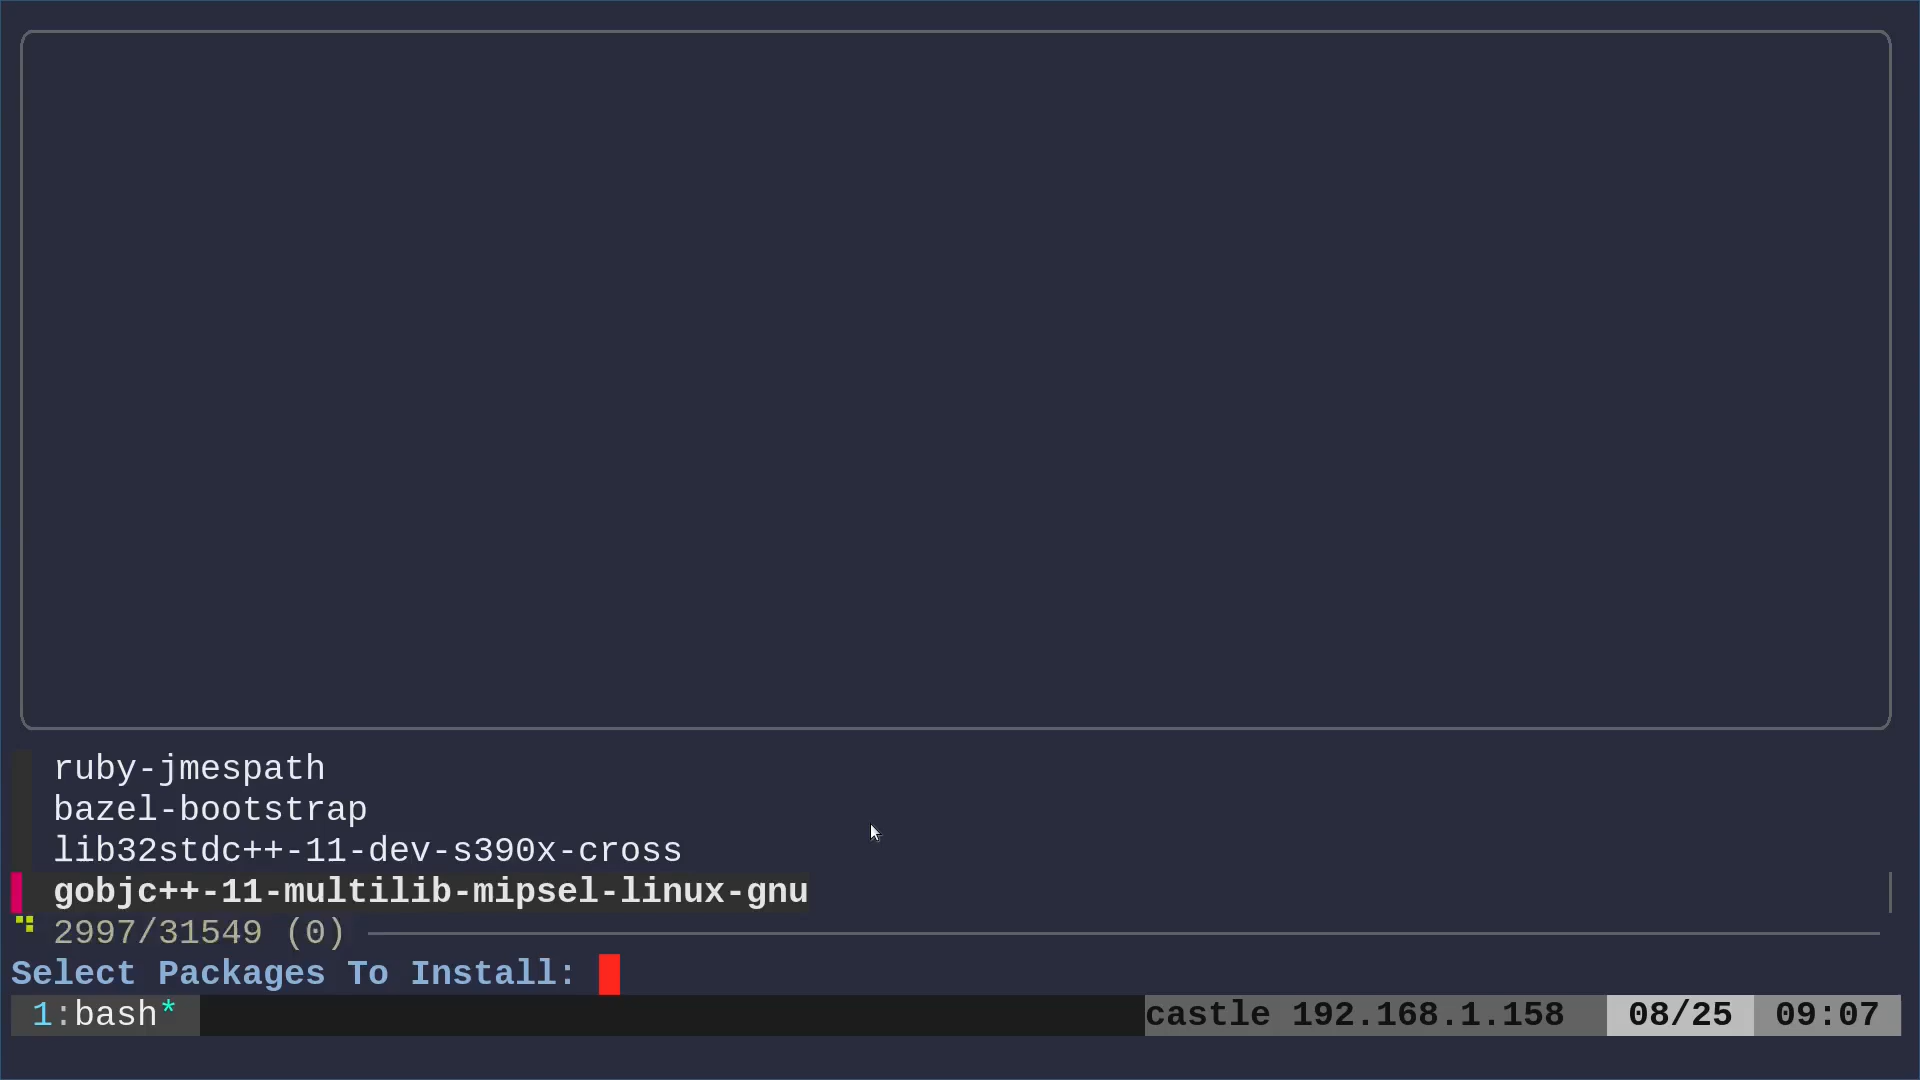 ruby-jmespath
bazel-bootstrap
lib32stdc++-11-dev-s390x-cross
gobjc++-11-multilib-mipsel-linux-gnu
2997/31549 (0)
Select Packages To Install:
1:bash* castle 192.168.1.158 08/25 09:07